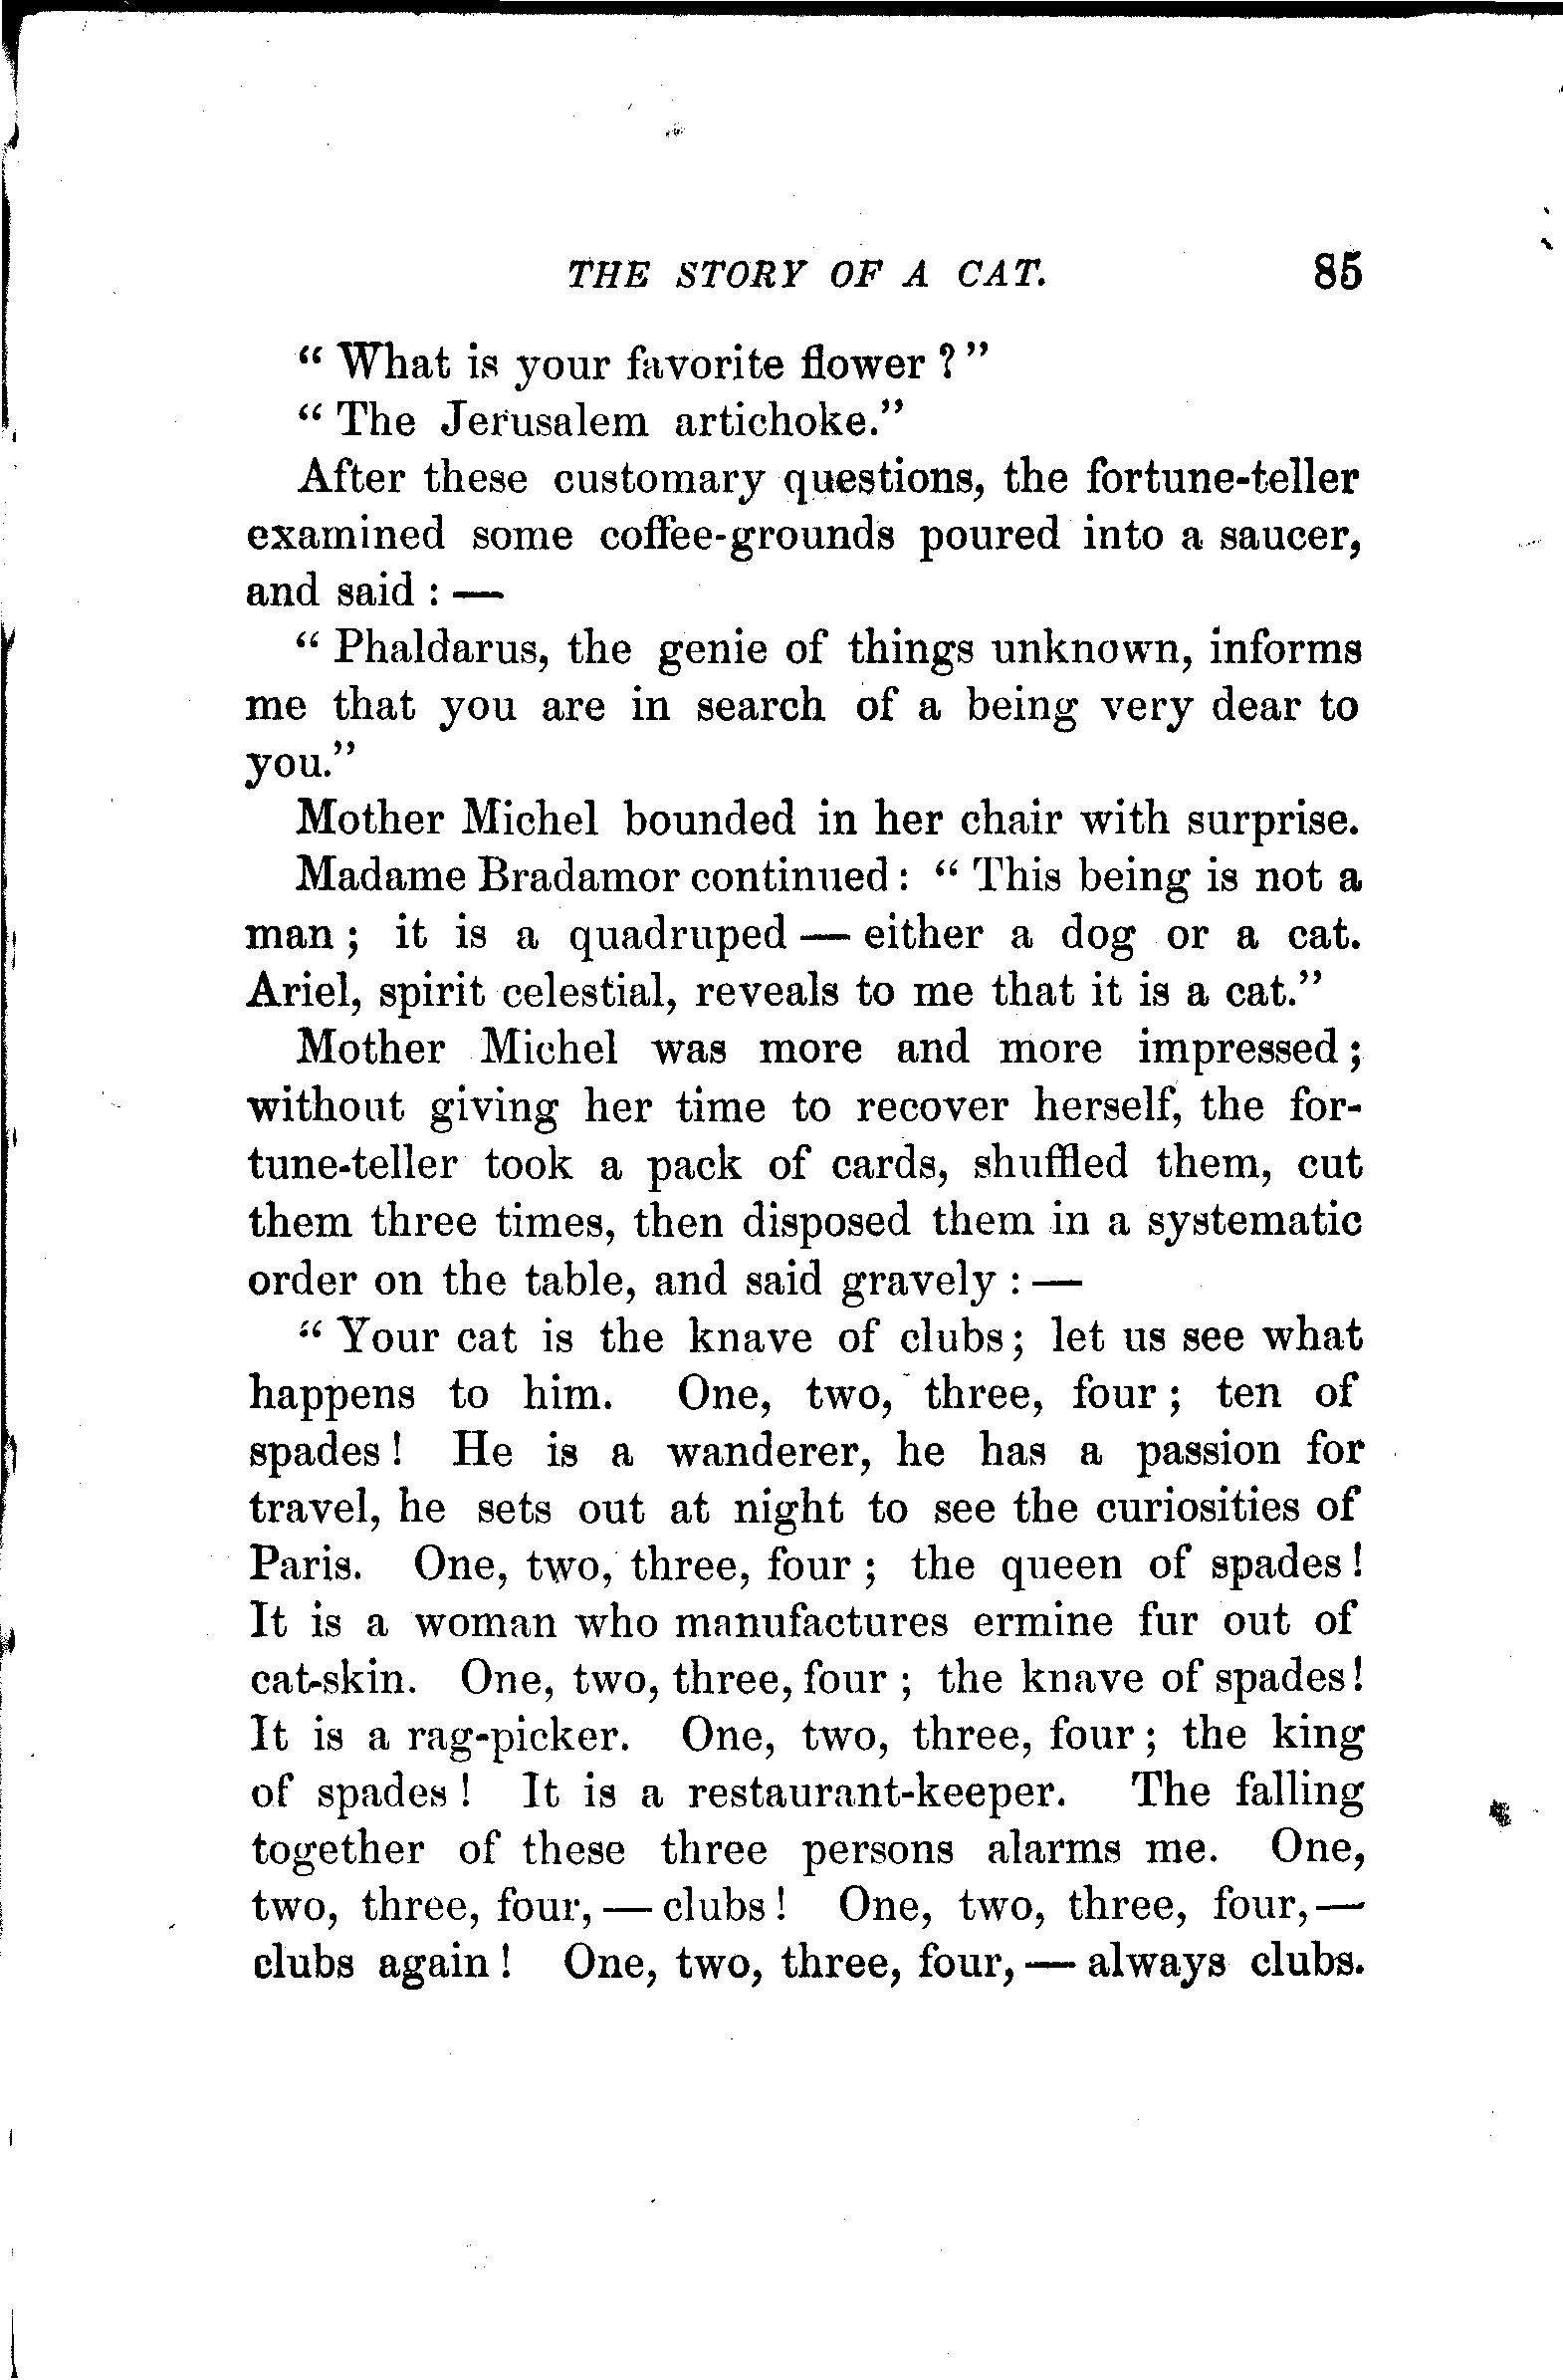 THE STORY OF A CAT. 85
“ What is your favorite flower ? ”
“ The Jerusalem artichoke.”
After these customary questions, the fortune-teller
examined some coffee-grounds poured into a saucer,
and said : —
“ Phaldarus, the genie of things unknown, informs
me that you are in search of a being very dear to
you.”
Mother Michel bounded in her chair with surprise.
Madame Bradamor continued : “ This being is not a
man ; it is a quadruped — either a dog or a cat.
Ariel, spirit celestial, reveals to me that it is a cat.”
Mother Michel was more and more impressed ;
without giving her time to recover herself, the for-
tune-teller took a pack of cards, shuffled them, cut
them three times, then disposed them in a systematic
order on the table, and said gravely : —
“ Your cat is the knave of clubs ; let us see what
happens to him. One, two, three, four ; ten of
spades ! He is a wanderer, he has a passion for
travel, he sets out at night to see the curiosities of
Paris. One, two, three, four ; the queen of spades !
It is a woman who manufactures ermine fur out of
cat-skin. One, two, three, four ; the knave of spades !
It is a rag-picker. One, two, three, four ; the king
of spades ! It is a restaurant-keeper. The falling
together of these three persons alarms me. One,
two, three, four, — clubs ! One, two, three, four, —
clubs again ! One, two, three, four, — always clubs.